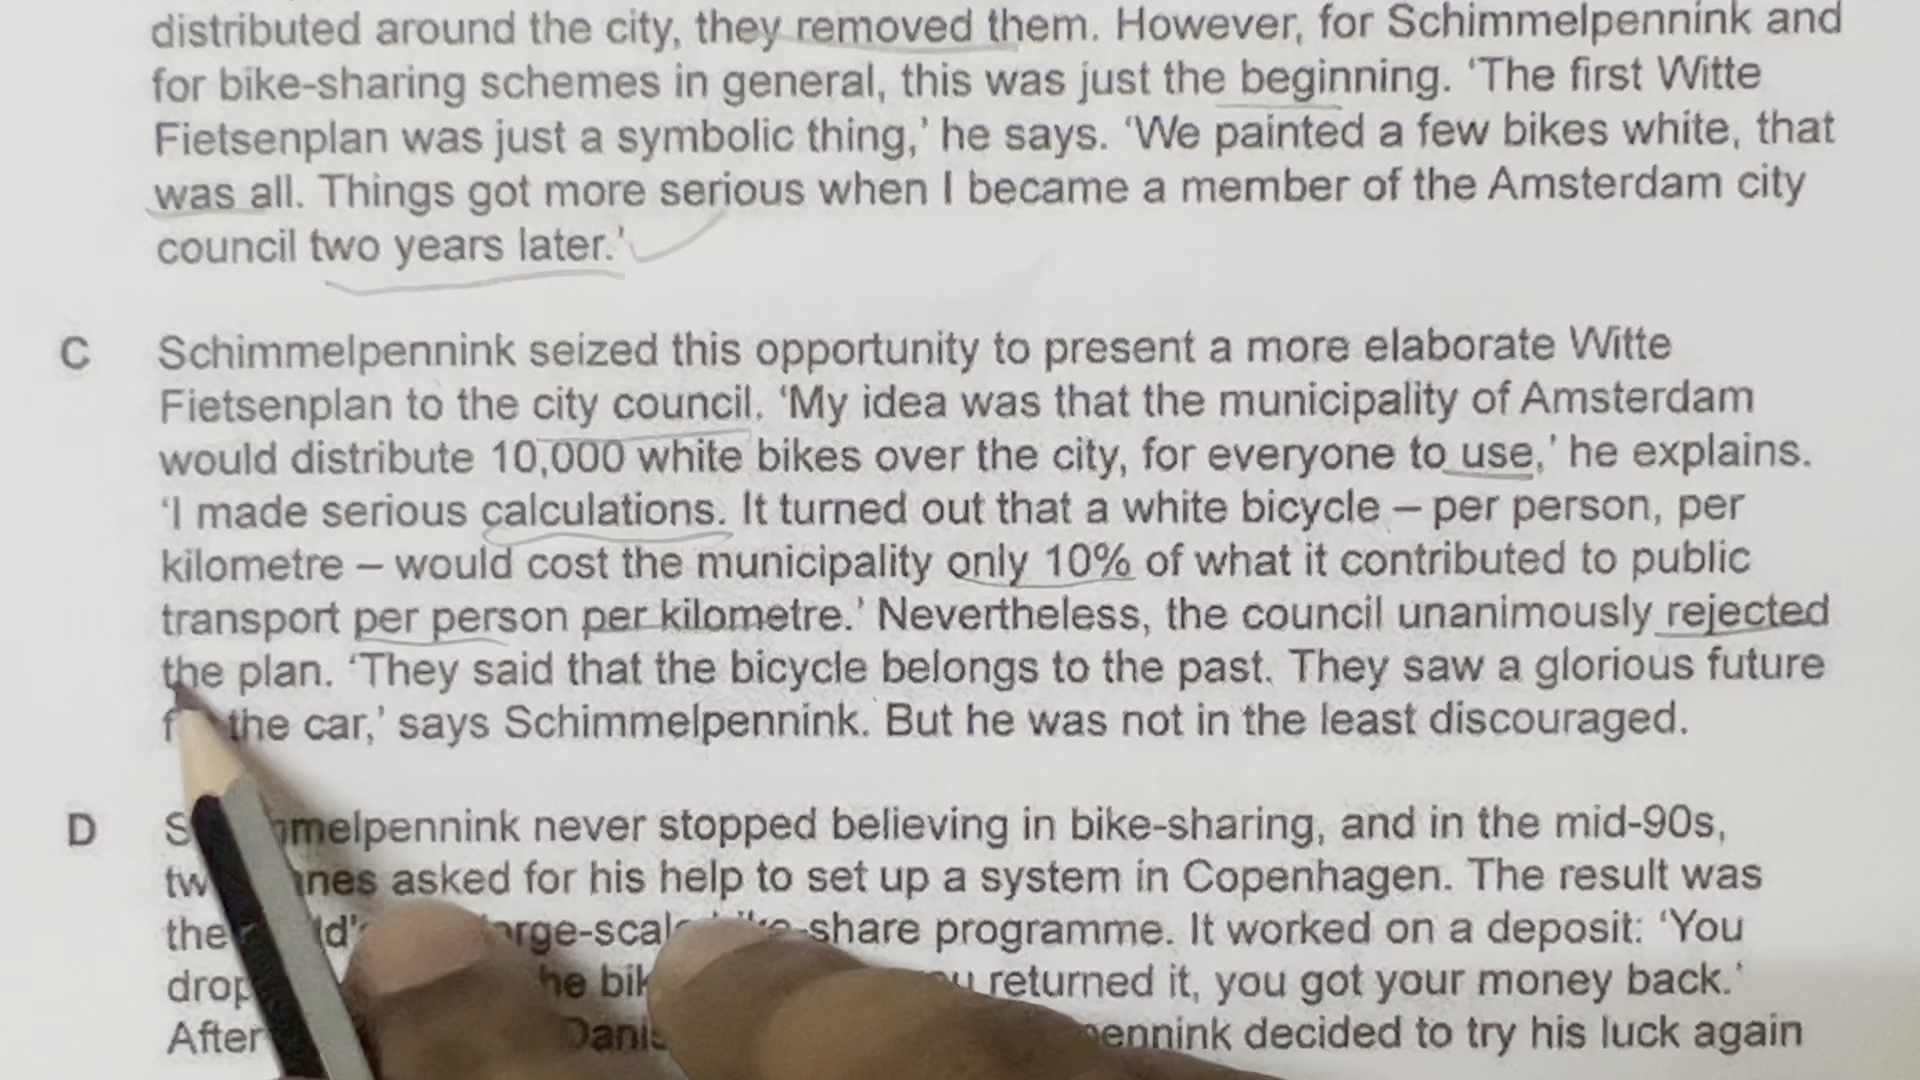 distributed around the city, they removed them. However, for Schimmelpennink and
for bike-sharing schemes in general, this was just the beginning. 'The first Witte
Fietsenplan was just a symbolic thing,' he says. 'We painted a few bikes white, that
was all. Things got more serious when I became a member of the Amsterdam city
council two years later.'
C Schimmelpennink seized this opportunity to present a more elaborate Witte
Fietsenplan to the city council. 'My idea was that the municipality of Amsterdam
would distribute 10,000 white bikes over the city, for everyone to use,' he explains.
'I made serious calculations. It turned out that a white bicycle – per person, per
kilometre – would cost the municipality only 10% of what it contributed to public
transport per person per kilometre.' Nevertheless, the council unanimously rejected
the plan. 'They said that the bicycle belongs to the past. They saw a glorious future
the car,' says Schimmelpennink. But he was not in the least discouraged.
D never stopped believing in bike-sharing, and in the mid-90s,
asked for his help to set up a system in Copenhagen. The result was
the share programme. It worked on a deposit: 'You
returned it, you got your money back.'
After decided to try his luck again